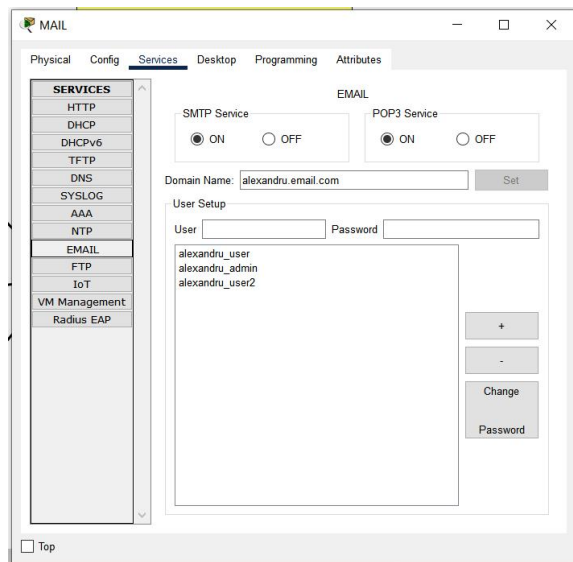 MAIL
Physical Config Services Desktop Programming Attributes
SERVICES
HTTP
DHCP
DHCPv6
TFTP
DNS
SYSLOG
AAA
NTP
EMAIL
FTP
IoT
VM Management
Radius EAP
EMAIL
SMTP Service
ON OFF
POP3 Service
ON OFF
Domain Name: alexandru.email.com Set
User Setup
User Password
alexandru_user
alexandru_admin
alexandru_user2
+
-
Change
Password
Top